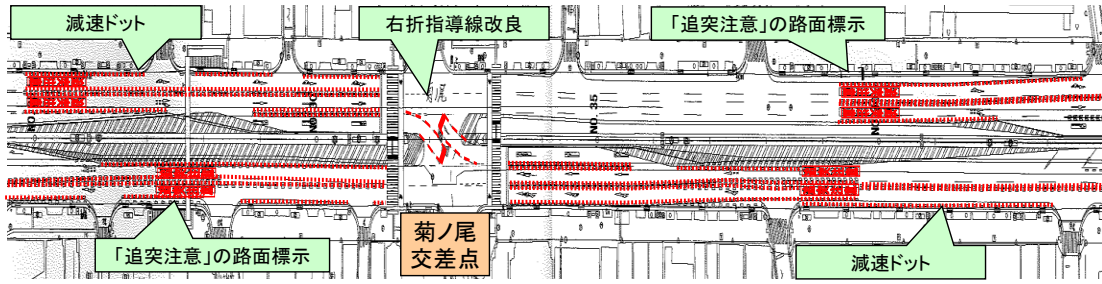 減速ドット
右折指導線改良
「追突注意」の路面標示
NO. 35
「追突注意」の路面標示
菊ノ尾
交差点
減速ドット